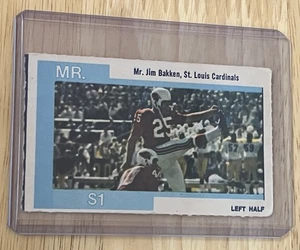 MR.
Mr. Jim Bakken, St. Louis Cardinals
25
S1
LEFT HALF